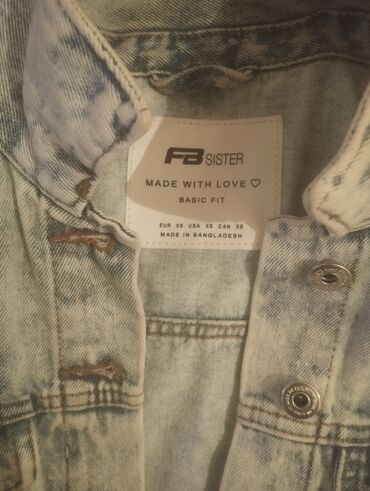 FB SISTER
MADE WITH LOVE ♡
BASIC FIT
EUR XS USA XS CAN XS
MADE IN BANGLADESH